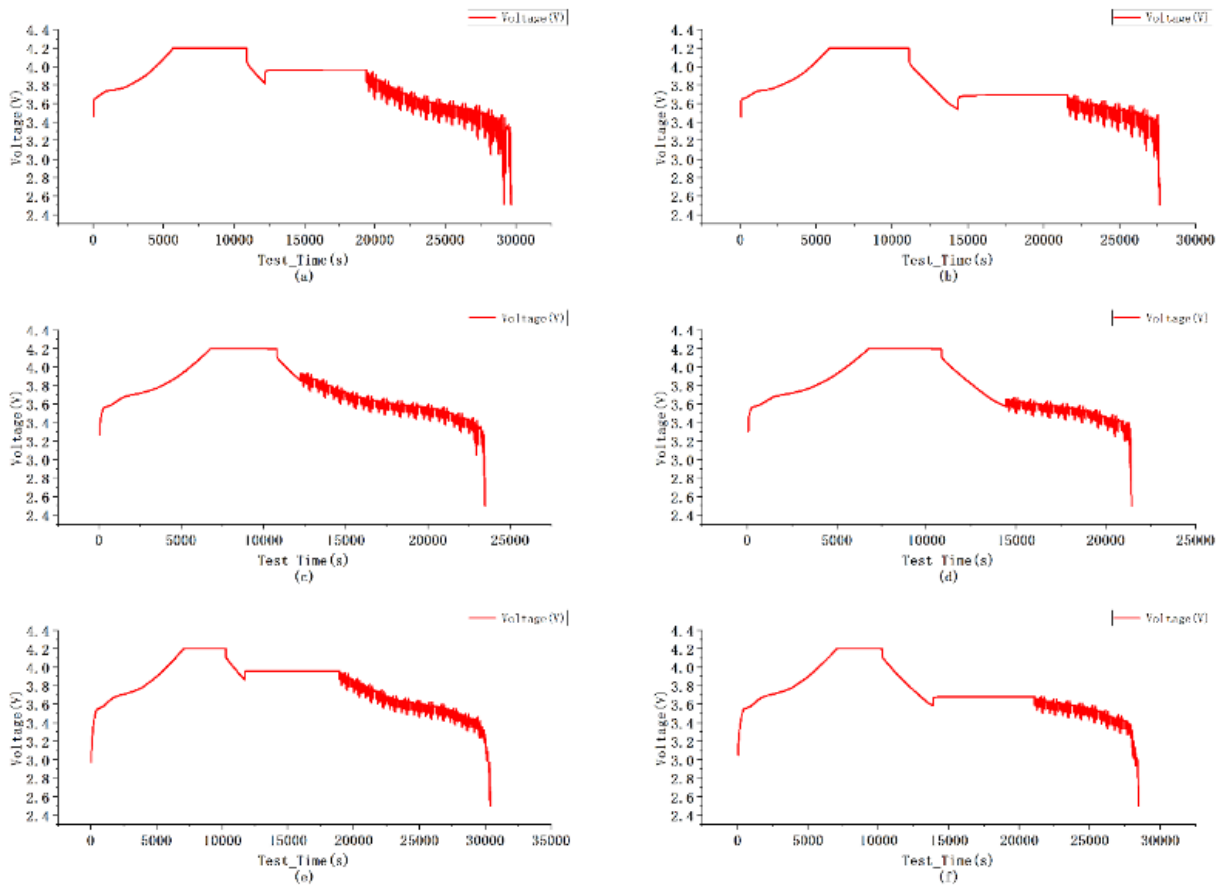 Voltage(V)
4.4
4.2
4.0
3.8
3.6
3.4
3.2
3.0
2.8
2.6
2.4
Voltage(V)
0 5000 10000 15000 20000 25000 30000
Test_Time(s)
(a)
Voltage(V)
4.4
4.2
4.0
3.8
3.6
3.4
3.2
3.0
2.8
2.6
2.4
Voltage(V)
0 5000 10000 15000 20000 25000 30000
Test_Time(s)
(b)
Voltage(V)
4.4
4.2
4.0
3.8
3.6
3.4
3.2
3.0
2.8
2.6
2.4
Voltage(V)
0 5000 10000 15000 20000 25000
Test Time(s)
(c)
Voltage(V)
4.4
4.2
4.0
3.8
3.6
3.4
3.2
3.0
2.8
2.6
2.4
Voltage(V)
0 5000 10000 15000 20000 25000
Test Time(s)
(d)
Voltage(V)
4.4
4.2
4.0
3.8
3.6
3.4
3.2
3.0
2.8
2.6
2.4
Voltage(V)
0 5000 10000 15000 20000 25000 30000 35000
Test_Time(s)
(e)
Voltage(V)
4.4
4.2
4.0
3.8
3.6
3.4
3.2
3.0
2.8
2.6
2.4
Voltage(V)
0 5000 10000 15000 20000 25000 30000
Test_Time(s)
(f)